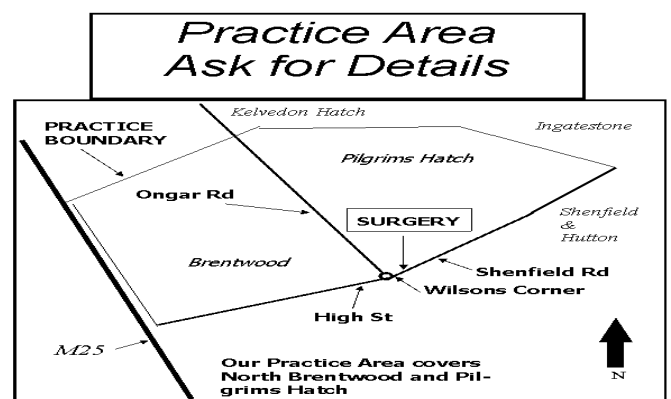 Practice Area
Ask for Details
Kelvedon Hatch
PRACTICE
BOUNDARY
Ingatestone
Pilgrims Hatch
Ongar Rd
SURGERY
Shenfield
&
Hutton
Brentwood
Shenfield Rd
Wilsons Corner
High St
M25
N
Our Practice Area covers
North Brentwood and Pil-
grims Hatch